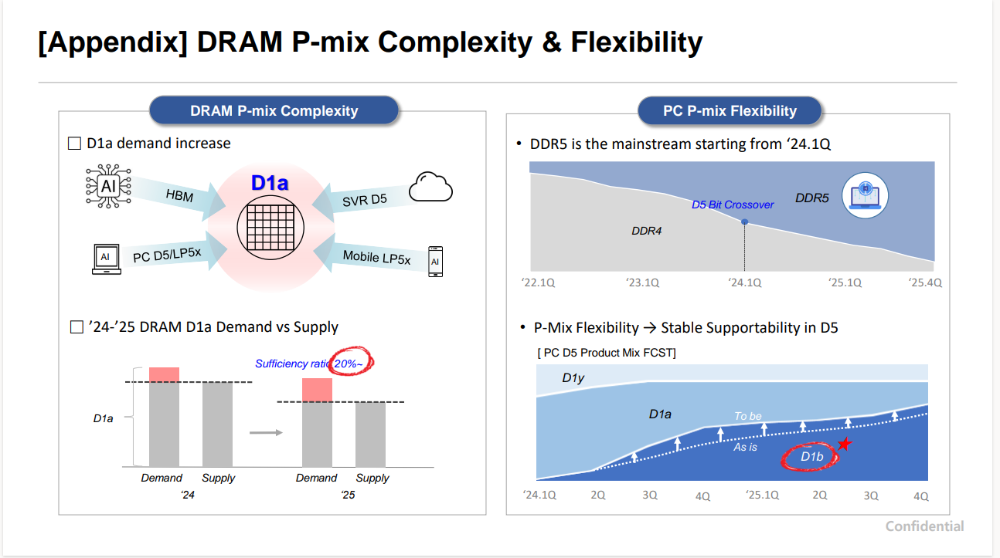 [Appendix] DRAM P-mix Complexity & Flexibility
DRAM P-mix Complexity
□ D1a demand increase
AI
HBM
D1a
SVR D5
AI
PC D5/LP5x
Mobile LP5x
AI
□ ’24-’25 DRAM D1a Demand vs Supply
Sufficiency ratio 20%~
D1a
Demand
Supply
Demand
Supply
‘24
‘25
PC P-mix Flexibility
• DDR5 is the mainstream starting from ‘24.1Q
D5 Bit Crossover
DDR5
DDR4
‘22.1Q
‘23.1Q
‘24.1Q
‘25.1Q
‘25.4Q
• P-Mix Flexibility → Stable Supportability in D5
[ PC D5 Product Mix FCST]
D1y
D1a
To be
As is
D1b
‘24.1Q
2Q
3Q
4Q
‘25.1Q
2Q
3Q
4Q
Confidential